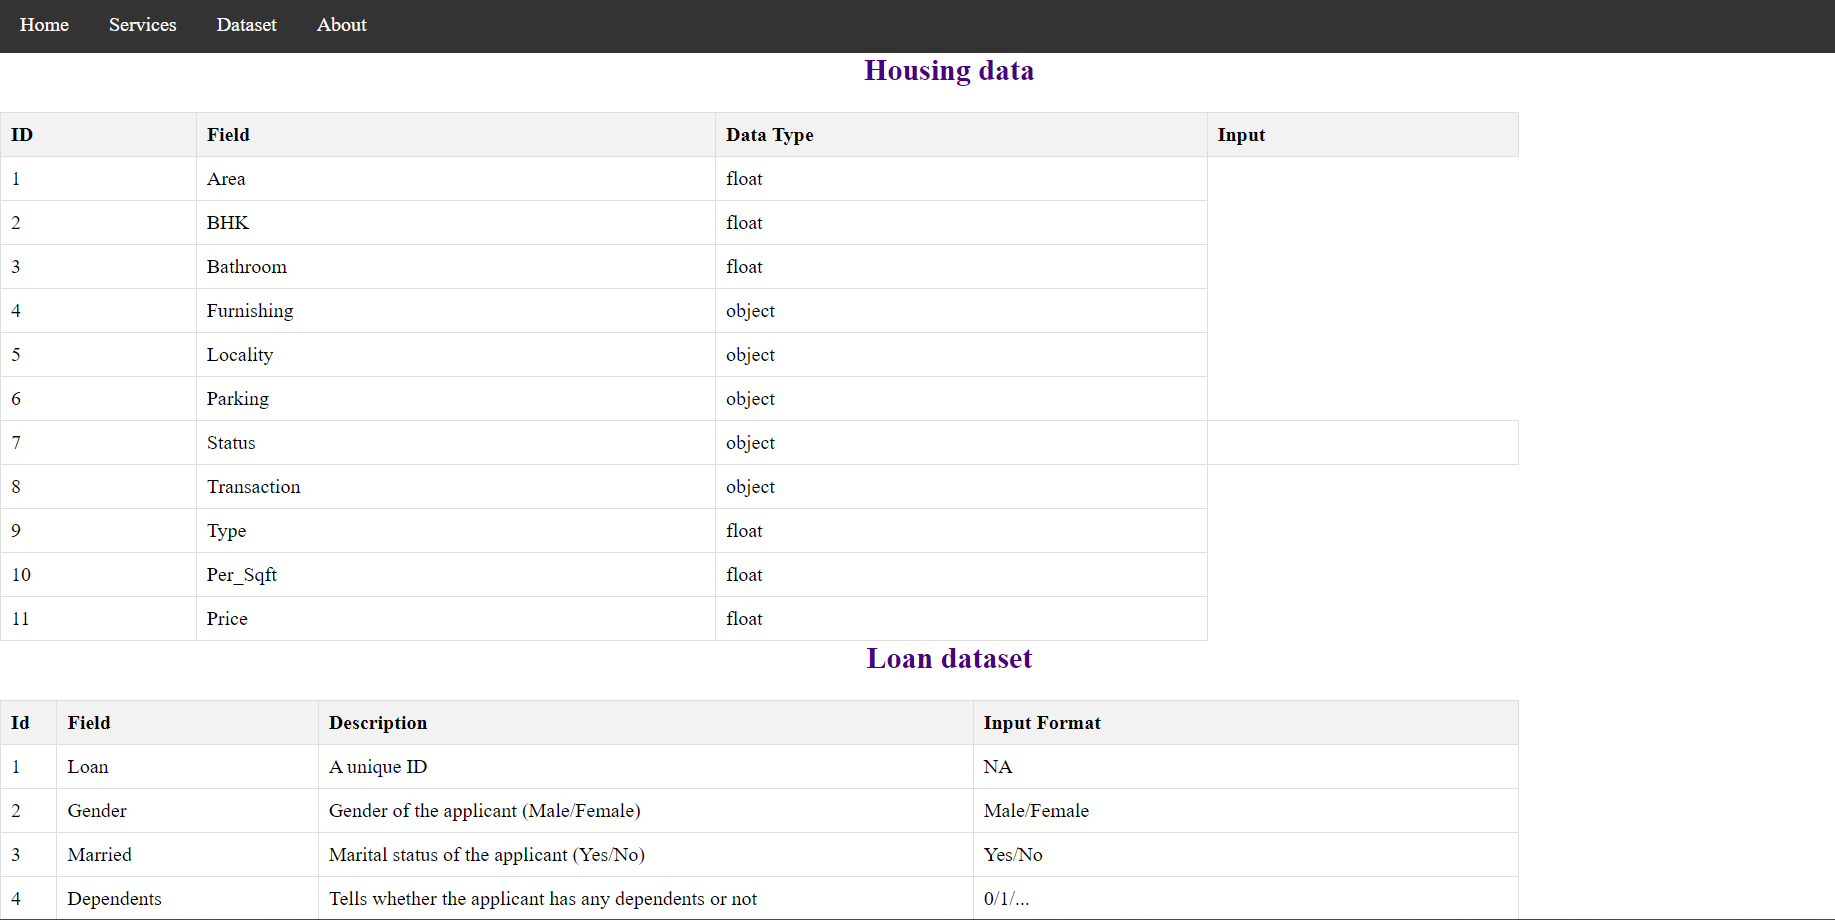 Home Services Dataset About
Housing data
ID Field Data Type Input
1 Area float
2 BHK float
3 Bathroom float
4 Furnishing object
5 Locality object
6 Parking object
7 Status object
8 Transaction object
9 Type float
10 Per_Sqft float
11 Price float
Loan dataset
Id Field Description Input Format
1 Loan A unique ID NA
2 Gender Gender of the applicant (Male/Female) Male/Female
3 Married Marital status of the applicant (Yes/No) Yes/No
4 Dependents Tells whether the applicant has any dependents or not 0/1/...